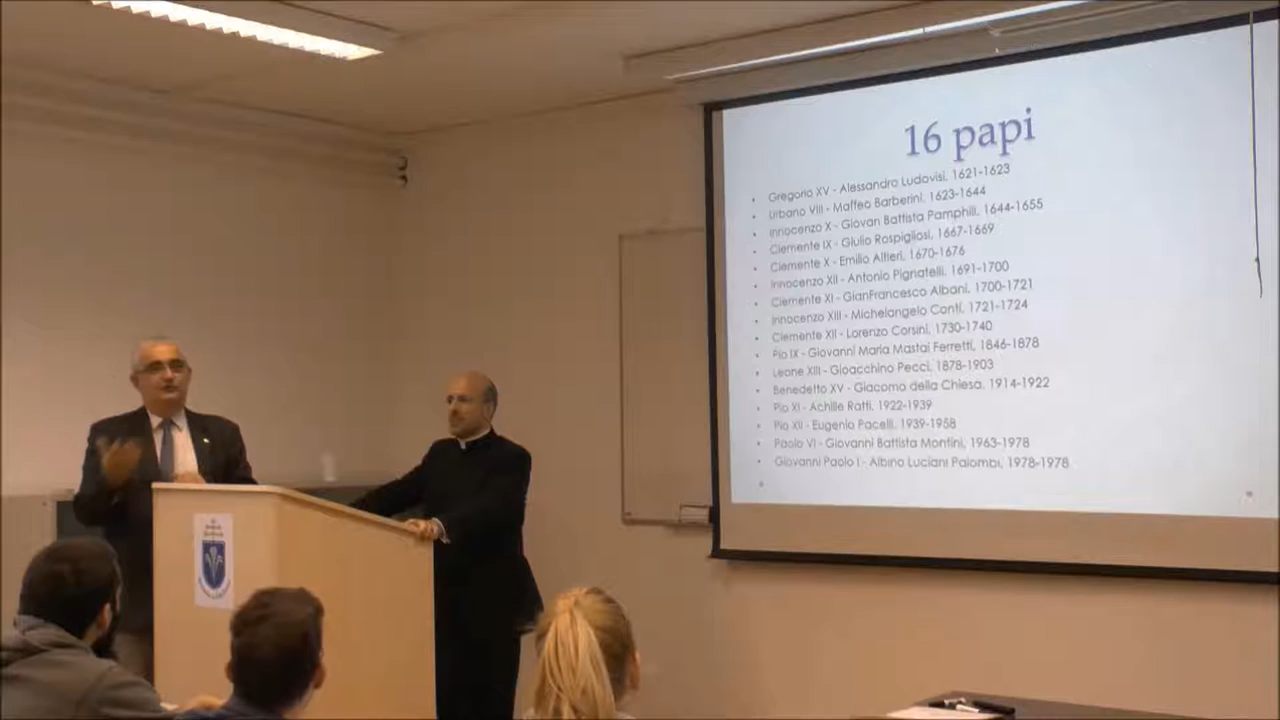 16 papi
• Gregorio XV - Alessandro Ludovisi, 1621-1623
• Urbano VIII - Maffeo Barberini, 1623-1644
• Innocenzo X - Giovan Battista Pamphili, 1644-1655
• Clemente IX - Giulio Rospigliosi, 1667-1669
• Clemente X - Emilio Altieri, 1670-1676
• Innocenzo XII - Antonio Pignatelli, 1691-1700
• Clemente XI - GianFrancesco Albani, 1700-1721
• Innocenzo XIII - Michelangelo Conti, 1721-1724
• Clemente XII - Lorenzo Corsini, 1730-1740
• Pio IX - Giovanni Maria Mastai Ferretti, 1846-1878
• Leone XIII - Gioacchino Pecci, 1878-1903
• Benedetto XV - Giacomo della Chiesa, 1914-1922
• Pio XI - Achille Ratti, 1922-1939
• Pio XII - Eugenio Pacelli, 1939-1958
• Paolo VI - Giovanni Battista Montini, 1963-1978
• Giovanni Paolo I - Albino Luciani Palombi, 1978-1978